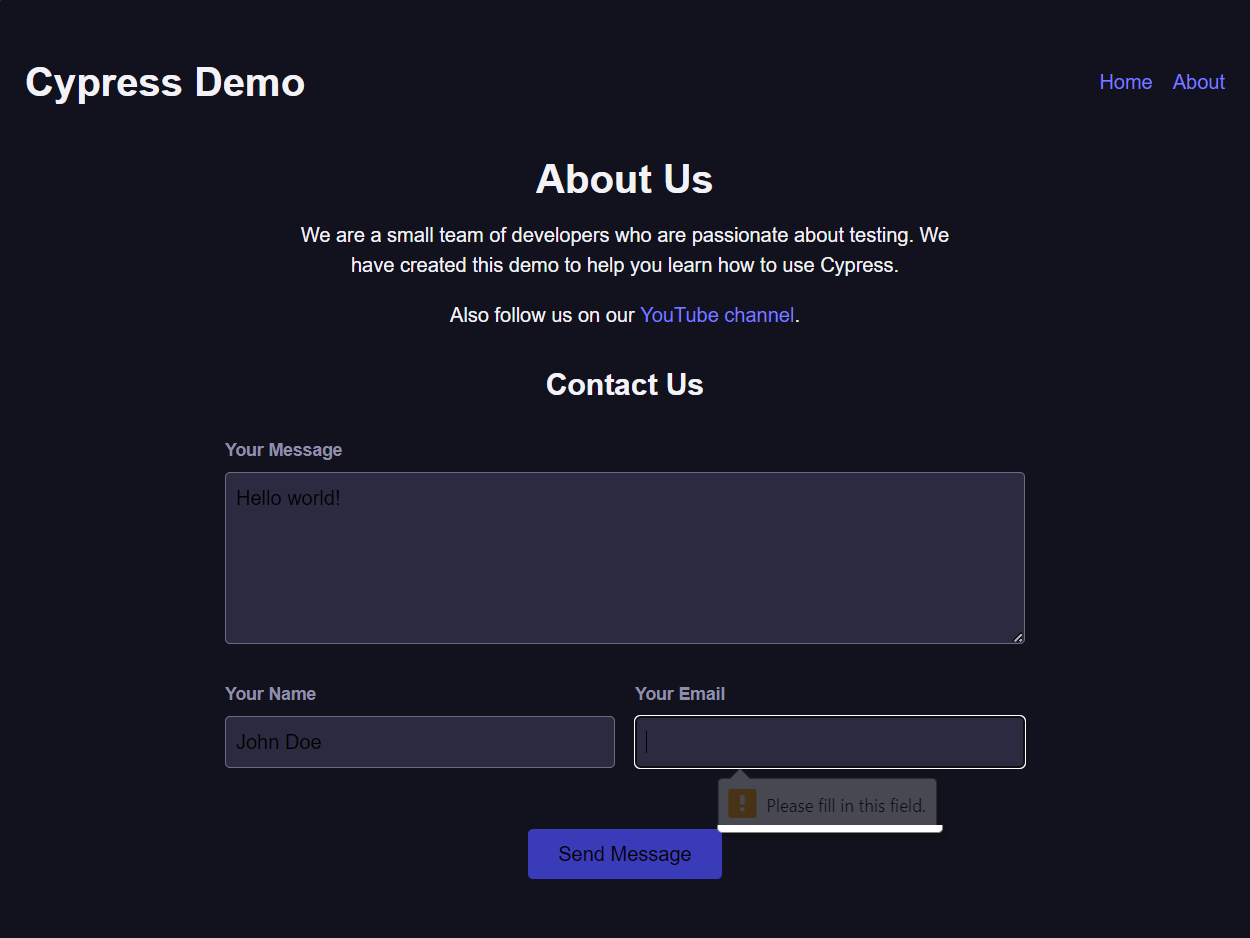 Cypress Demo
Home About
About Us
We are a small team of developers who are passionate about testing. We
have created this demo to help you learn how to use Cypress.
Also follow us on our YouTube channel.
Contact Us
Your Message
Hello world!
Your Name
Your Email
John Doe
Please fill in this field.
Send Message